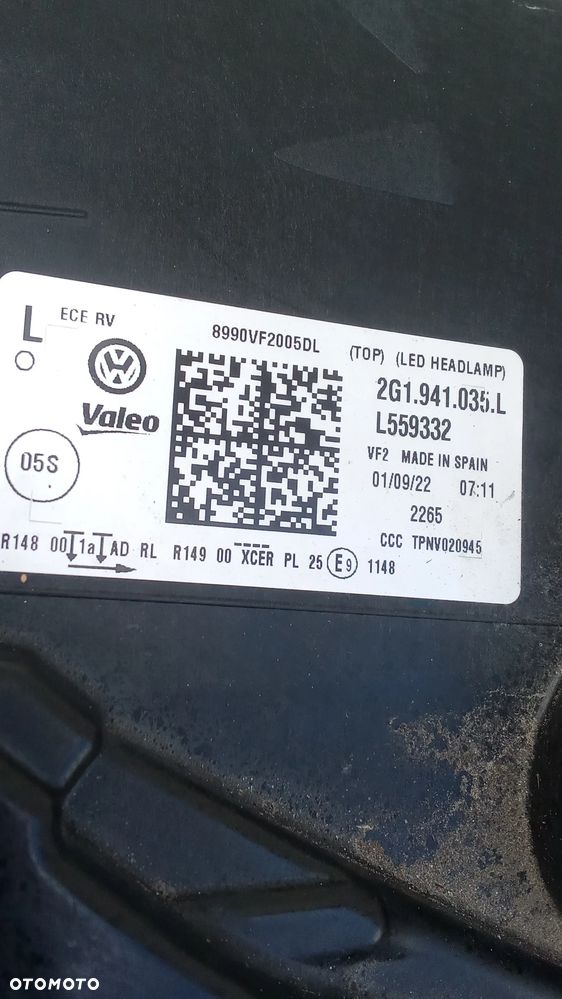 L
ECE RV
8990VF2005DL
(TOP) (LED HEADLAMP)
2G1.941.035.L
Valeo
L559332
VF2 MADE IN SPAIN
05S
01/09/22 07:11
2265
CCC TPNV020945
R148 00 1a AD RL R149 00 XCER PL 25 E9 1148
OTOMOTO